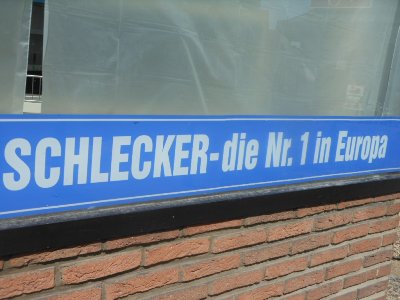 SCHLECKER-die Nr. 1 in Europa